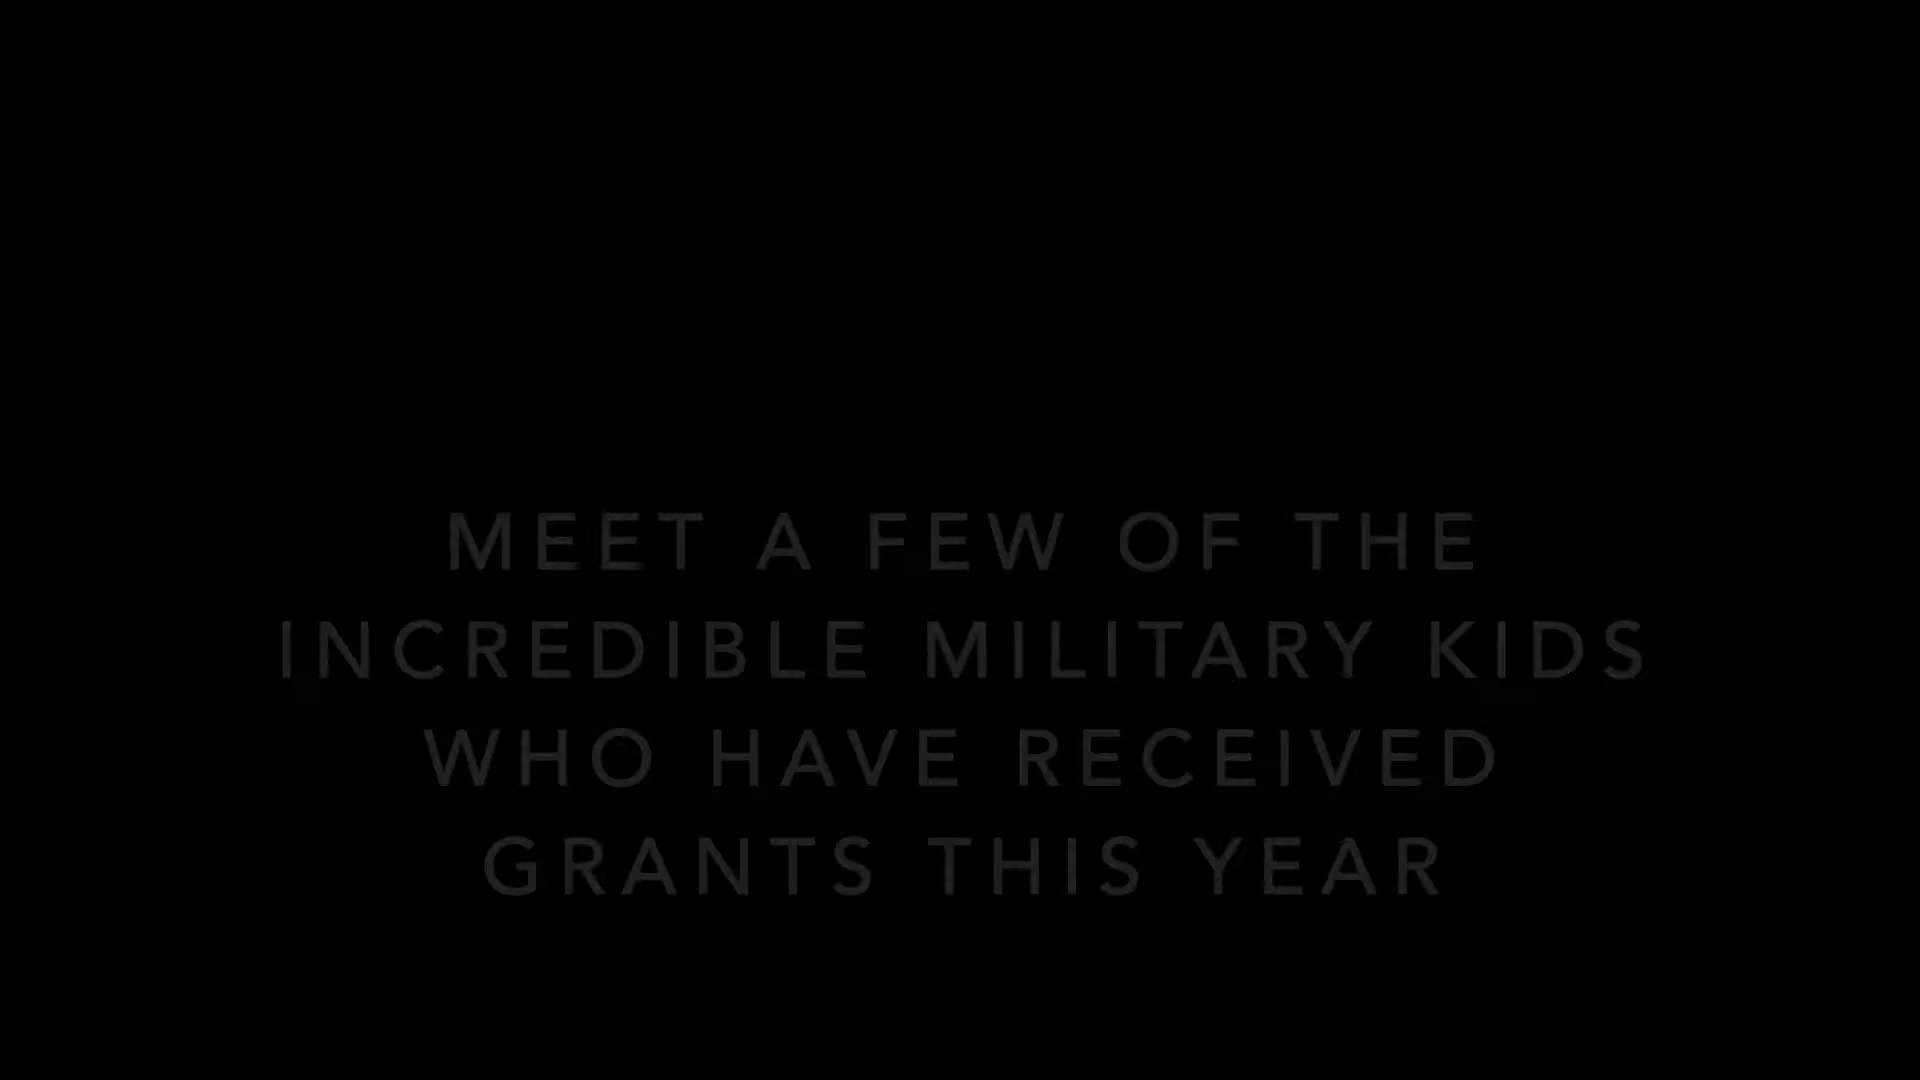 MEET A FEW OF THE
INCREDIBLE MILITARY KIDS
WHO HAVE RECEIVED
GRANTS THIS YEAR